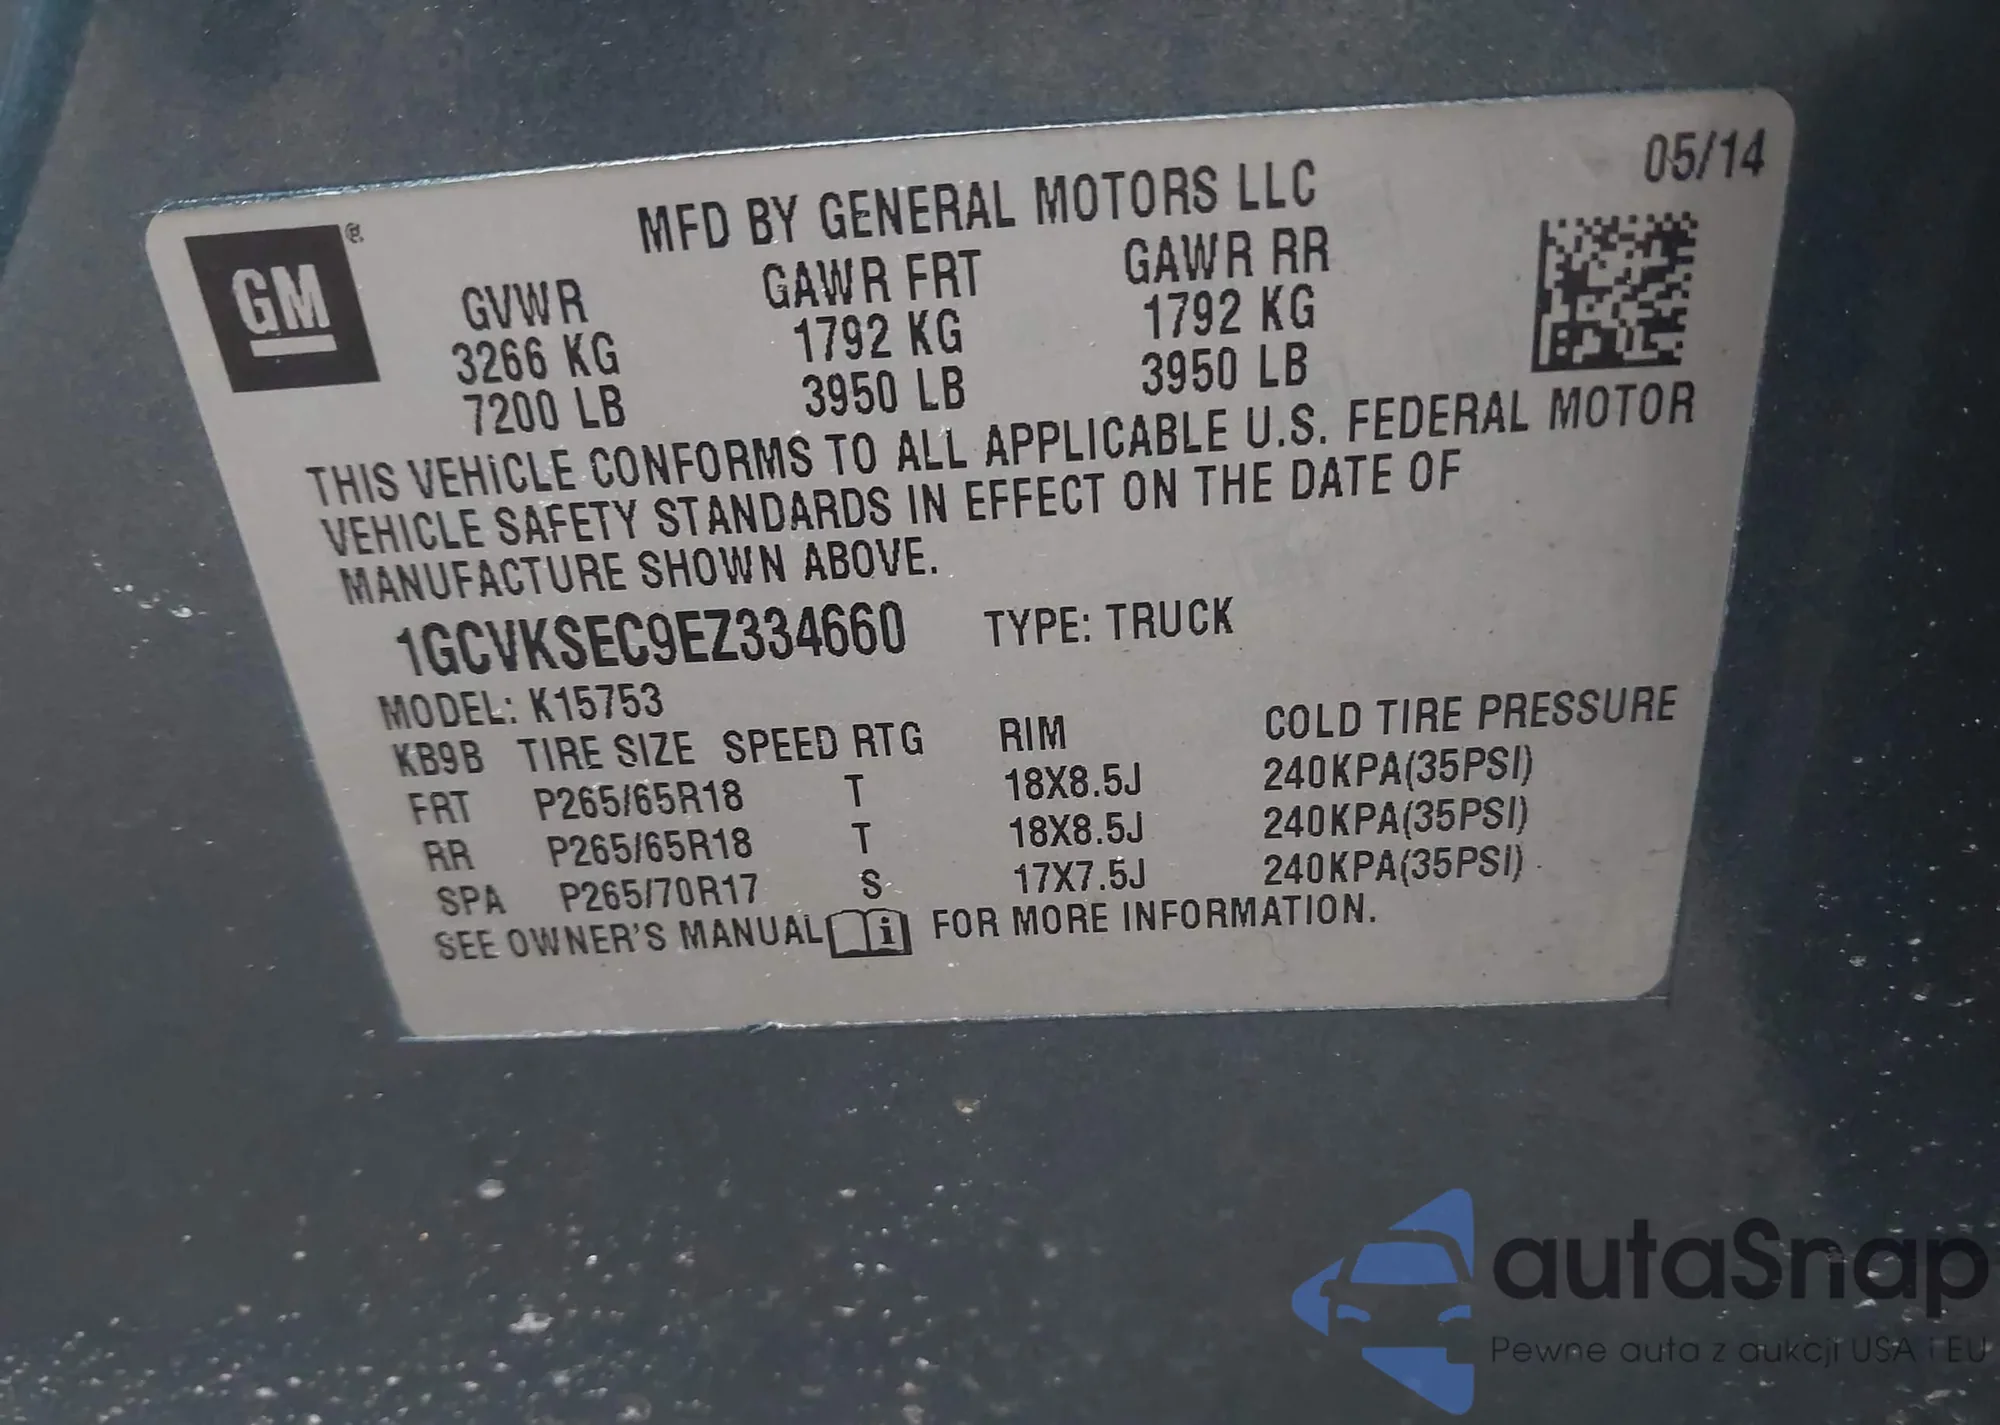 GM ®
MFD BY GENERAL MOTORS LLC 05/14
GVWR GAWR FRT GAWR RR
3266 KG 1792 KG 1792 KG
7200 LB 3950 LB 3950 LB
THIS VEHICLE CONFORMS TO ALL APPLICABLE U.S. FEDERAL MOTOR
VEHICLE SAFETY STANDARDS IN EFFECT ON THE DATE OF
MANUFACTURE SHOWN ABOVE.
1GCVKSEC9EZ334660 TYPE: TRUCK
MODEL: K15753
KB9B TIRE SIZE SPEED RTG RIM COLD TIRE PRESSURE
FRT P265/65R18 T 18X8.5J 240KPA(35PSI)
RR P265/65R18 T 18X8.5J 240KPA(35PSI)
SPA P265/70R17 S 17X7.5J 240KPA(35PSI)
SEE OWNER'S MANUAL i FOR MORE INFORMATION.
autaSnap
Pewne auta z aukcji USA i EU